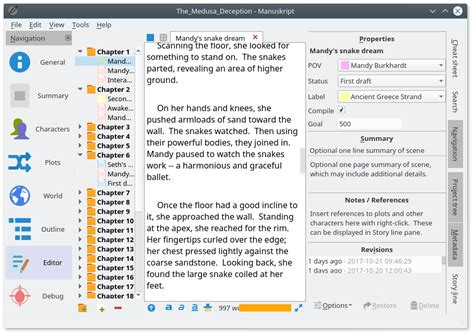 The_Medusa_Deception - Manuskript
File Edit View Tools Help
Navigation
General
Summary
Characters
Plots
World
Outline
Editor
Debug
Chapter 1
Mand
Mandy
Interna
Chapter 2
Secon
Awake
Mand
Chapter 3
Chapter 4
Chapter 5
Chapter 6
Seth's
Mandy
First d
Chapter 7
Chapter 8
Chapter 9
Chapter 10
Chapter 11
Chapter 12
Chapter 13
Chapter 14
Chapter 15
Chapter 16
Chapter 17
Chapter 18
Mandy's snake dream
Scanning the floor, she looked for
something to stand on. The snakes
parted, revealing an area of higher
ground.
On her hands and knees, she
pushed armloads of sand toward the
wall. The snakes watched. Then using
their powerful bodies, they joined in.
Mandy paused to watch the snakes
work -- a harmonious and graceful
ballet.
Once the floor had a good incline to
it, she approached the wall. Standing
at the apex, she reached for the rim.
Her fingertips curled over the edge;
her chest pressed lightly against the
coarse sandstone. Looking back, she
found the large snake coiled at her
feet.
997 wo
Properties
Mandy's snake dream
POV Mandy Burkhardt
Status First draft
Label Ancient Greece Strand
Compile
Goal 500
Summary
Optional one line summary of scene
Optional one page summary of scene,
which may include additional details.
Notes / References
Insert references to plots and other
characters here with right-click. These
can be displayed in Story line pane.
Revisions
1 days ago - 2017-10-21 09:46:29
1 days ago - 2017-10-20 12:00:43
Options Restore Delete
Cheat sheet
Navigation
Project tree
Metadata
Story line